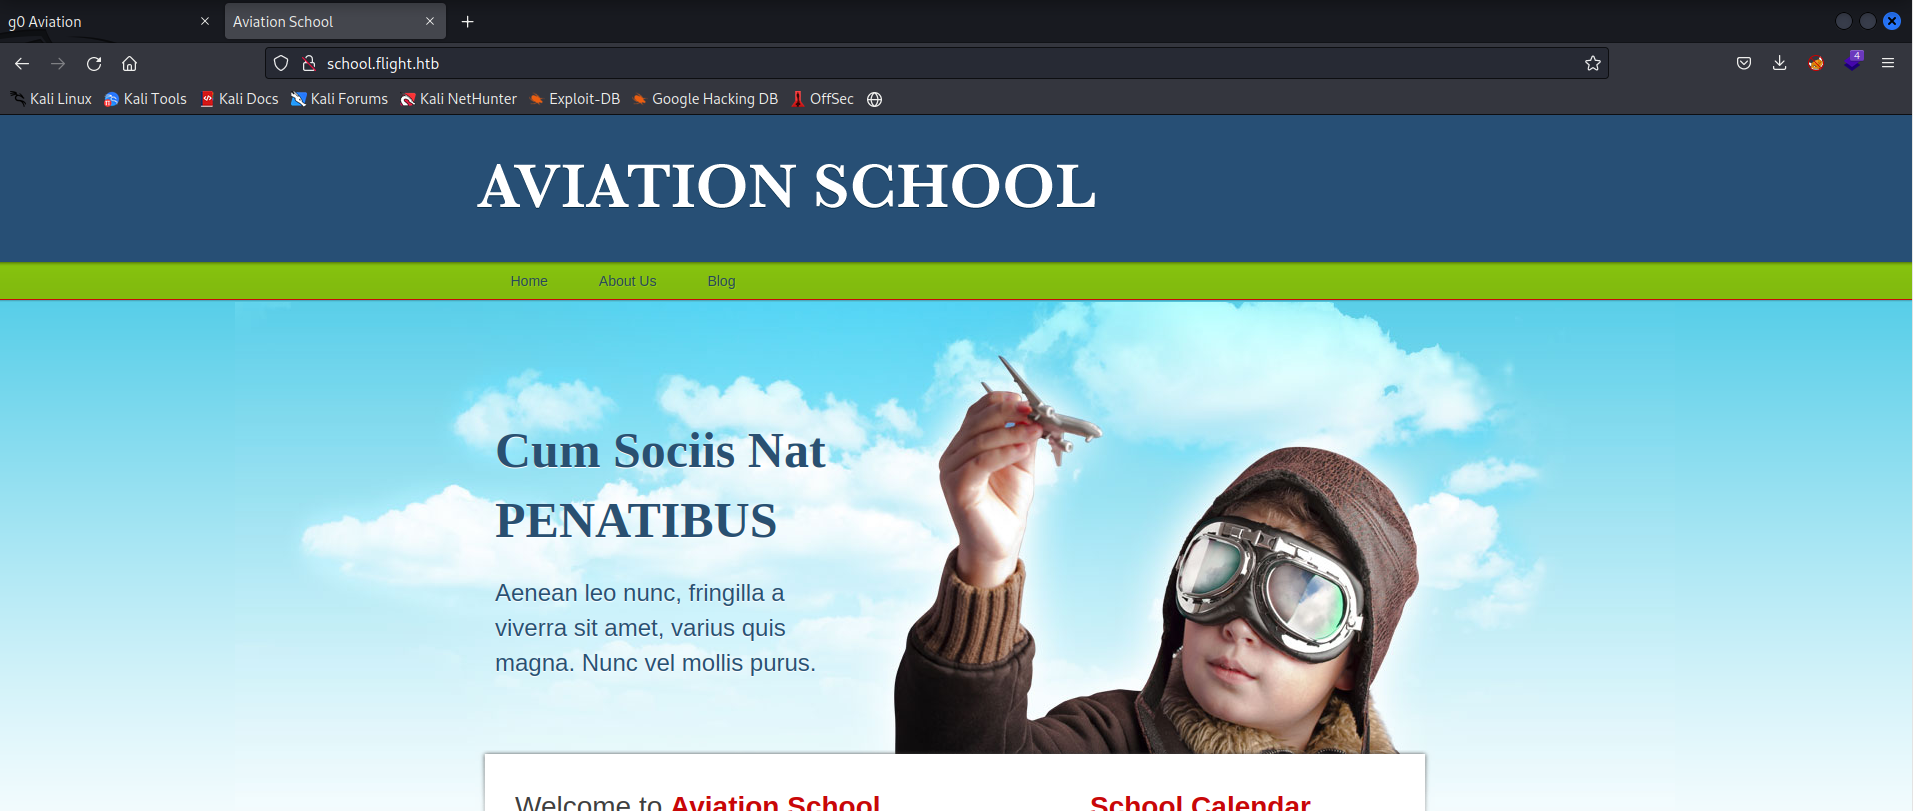 g0 Aviation
Aviation School
school.flight.htb
4
Kali Linux Kali Tools Kali Docs Kali Forums Kali NetHunter Exploit-DB Google Hacking DB OffSec
AVIATION SCHOOL
Home About Us Blog
Cum Sociis Nat
PENATIBUS
Aenean leo nunc, fringilla a
viverra sit amet, varius quis
magna. Nunc vel mollis purus.
Welcome to Aviation School
School Calendar